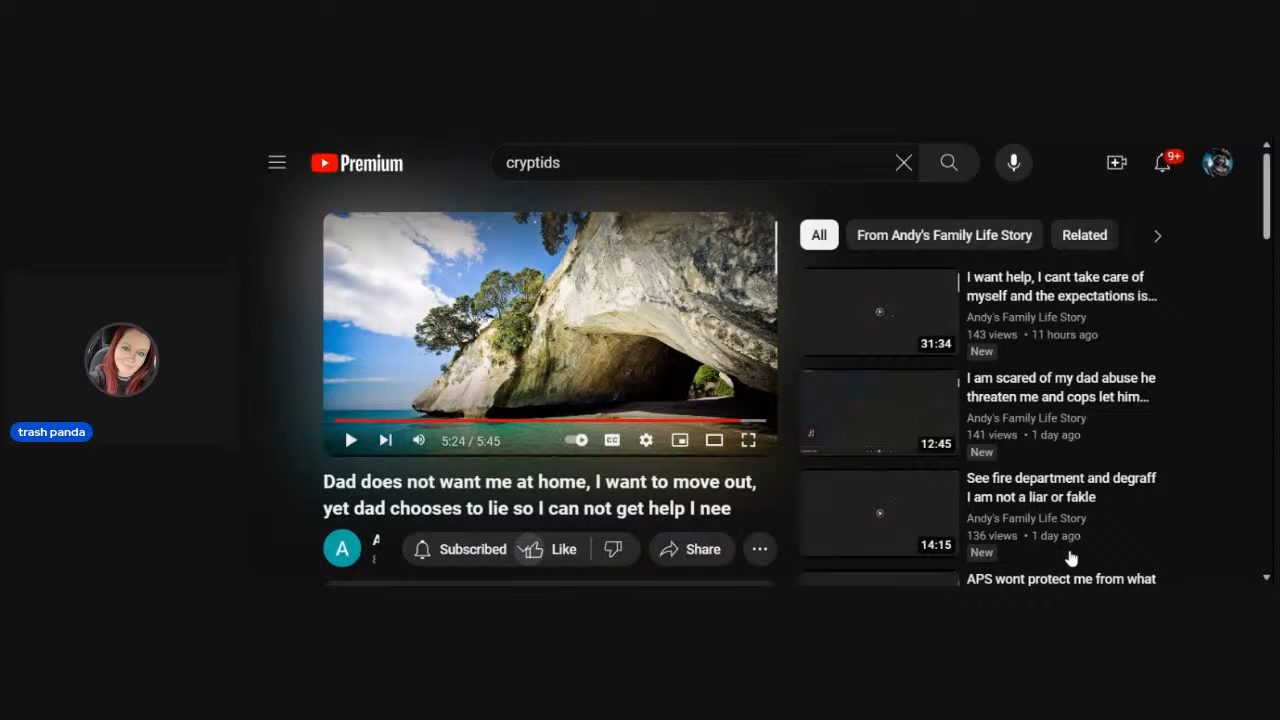 Premium
cryptids
9+
All
From Andy's Family Life Story
Related
trash panda
5:24 / 5:45
CC
Dad does not want me at home, I want to move out,
yet dad chooses to lie so I can not get help I nee
A
Subscribed
Like
Share
I want help, I cant take care of
myself and the expectations is...
Andy's Family Life Story
143 views • 11 hours ago
New
31:34
I am scared of my dad abuse he
threaten me and cops let him...
Andy's Family Life Story
141 views • 1 day ago
New
12:45
See fire department and degraff
I am not a liar or fakle
Andy's Family Life Story
136 views • 1 day ago
New
14:15
APS wont protect me from what